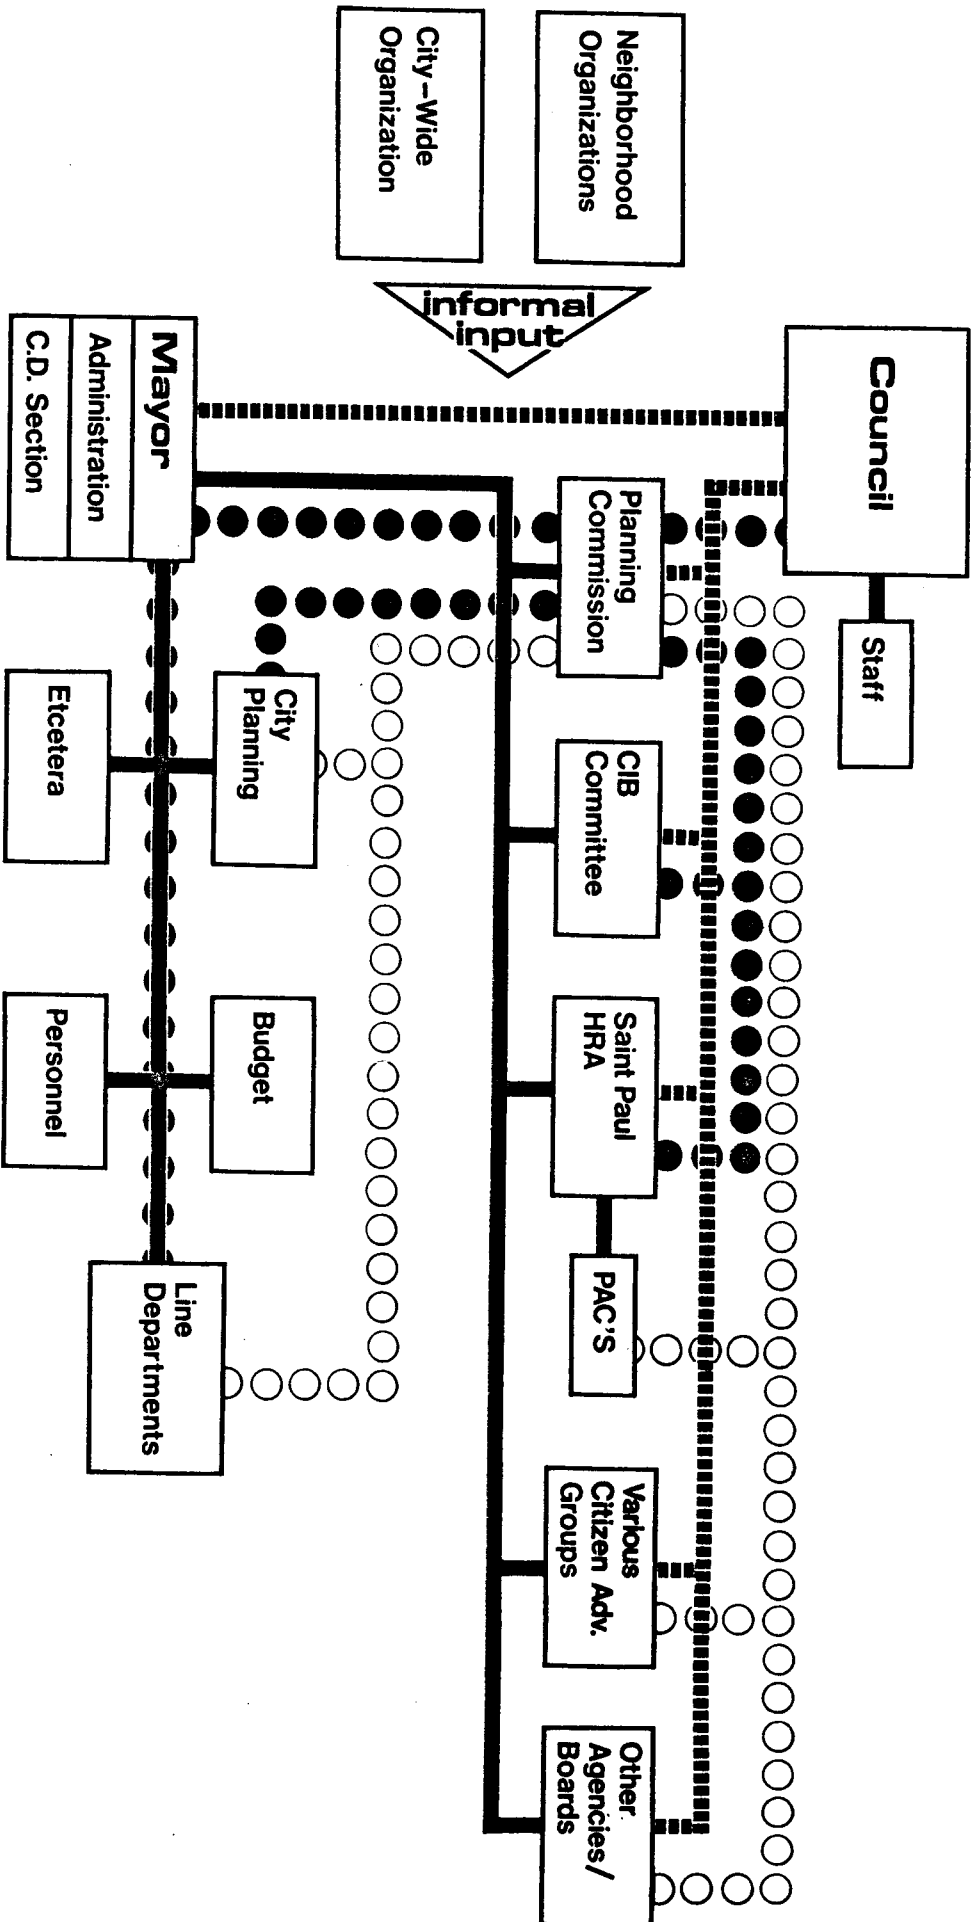 Neighborhood
Organizations
City-Wide
Organization
informal
input
Council
Staff
Mayor
Administration
C.D. Section
Planning
Commission
CIB
Committee
Saint Paul
HRA
PAC'S
Various
Citizen Adv.
Groups
Other
Agencies/
Boards
City
Planning
Etcetera
Budget
Personnel
Line
Departments